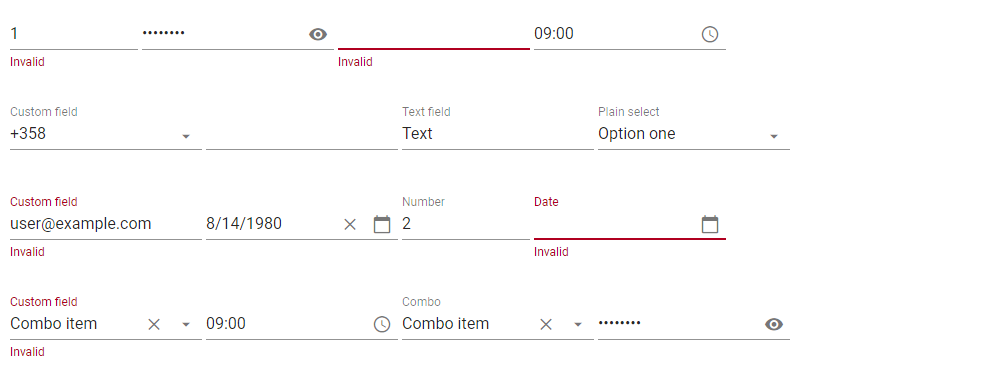 1 •••••••• 09:00
Invalid Invalid
Custom field Text field Plain select
+358 Text Option one
Custom field Number Date
user@example.com 8/14/1980 2
Invalid Invalid
Custom field Combo
Combo item 09:00 Combo item ••••••••
Invalid